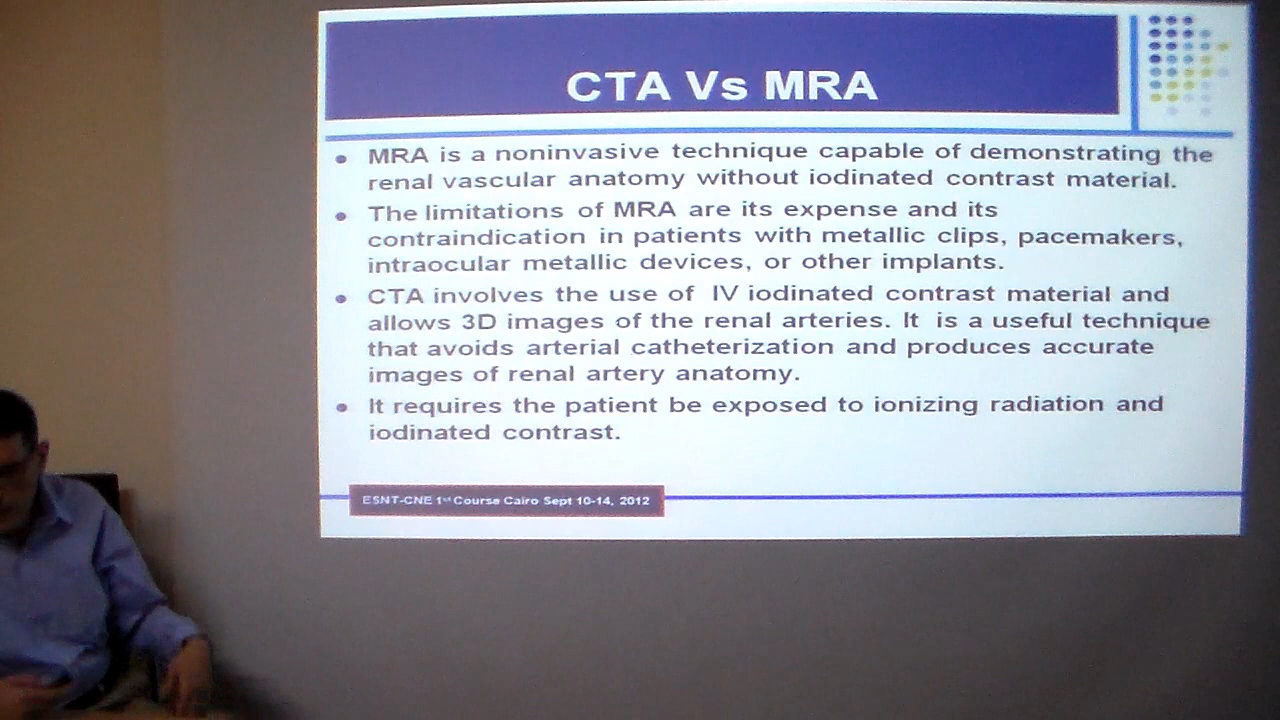 CTA Vs MRA
• MRA is a noninvasive technique capable of demonstrating the
renal vascular anatomy without iodinated contrast material.
• The limitations of MRA are its expense and its
contraindication in patients with metallic clips, pacemakers,
intraocular metallic devices, or other implants.
• CTA involves the use of IV iodinated contrast material and
allows 3D images of the renal arteries. It is a useful technique
that avoids arterial catheterization and produces accurate
images of renal artery anatomy.
• It requires the patient be exposed to ionizing radiation and
iodinated contrast.
ESNT-CNE 1st Course Cairo Sept 10-14, 2012